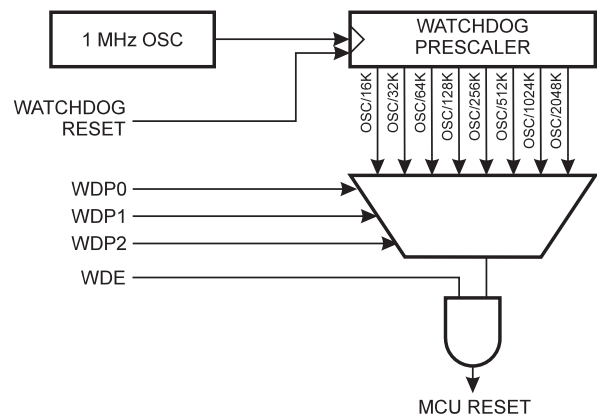 1 MHz OSC
WATCHDOG
PRESCALER
WATCHDOG
RESET
OSC/16K
OSC/32K
OSC/64K
OSC/128K
OSC/256K
OSC/512K
OSC/1024K
OSC/2048K
WDP0
WDP1
WDP2
WDE
MCU RESET